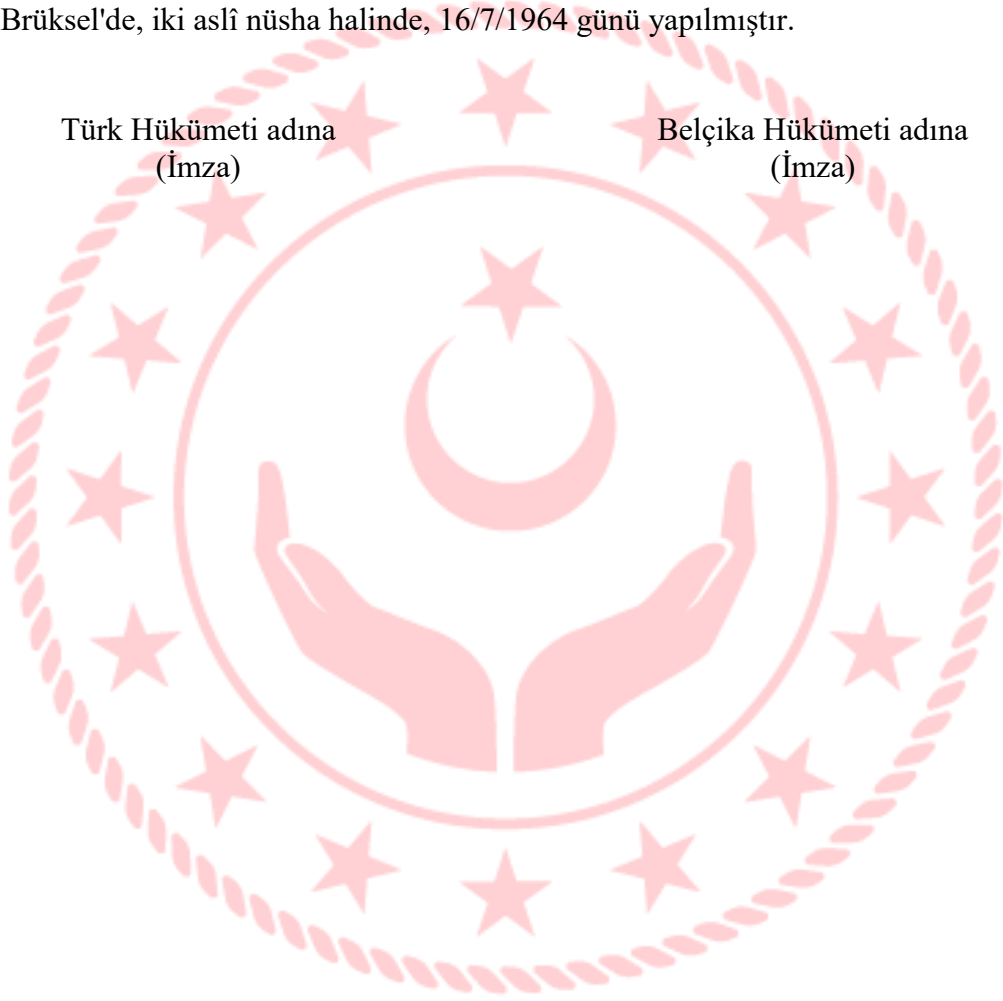 Brüksel'de, iki aslî nüsha halinde, 16/7/1964 günü yapılmıştır.
Türk Hükümeti adına Belçika Hükümeti adına
(İmza) (İmza)